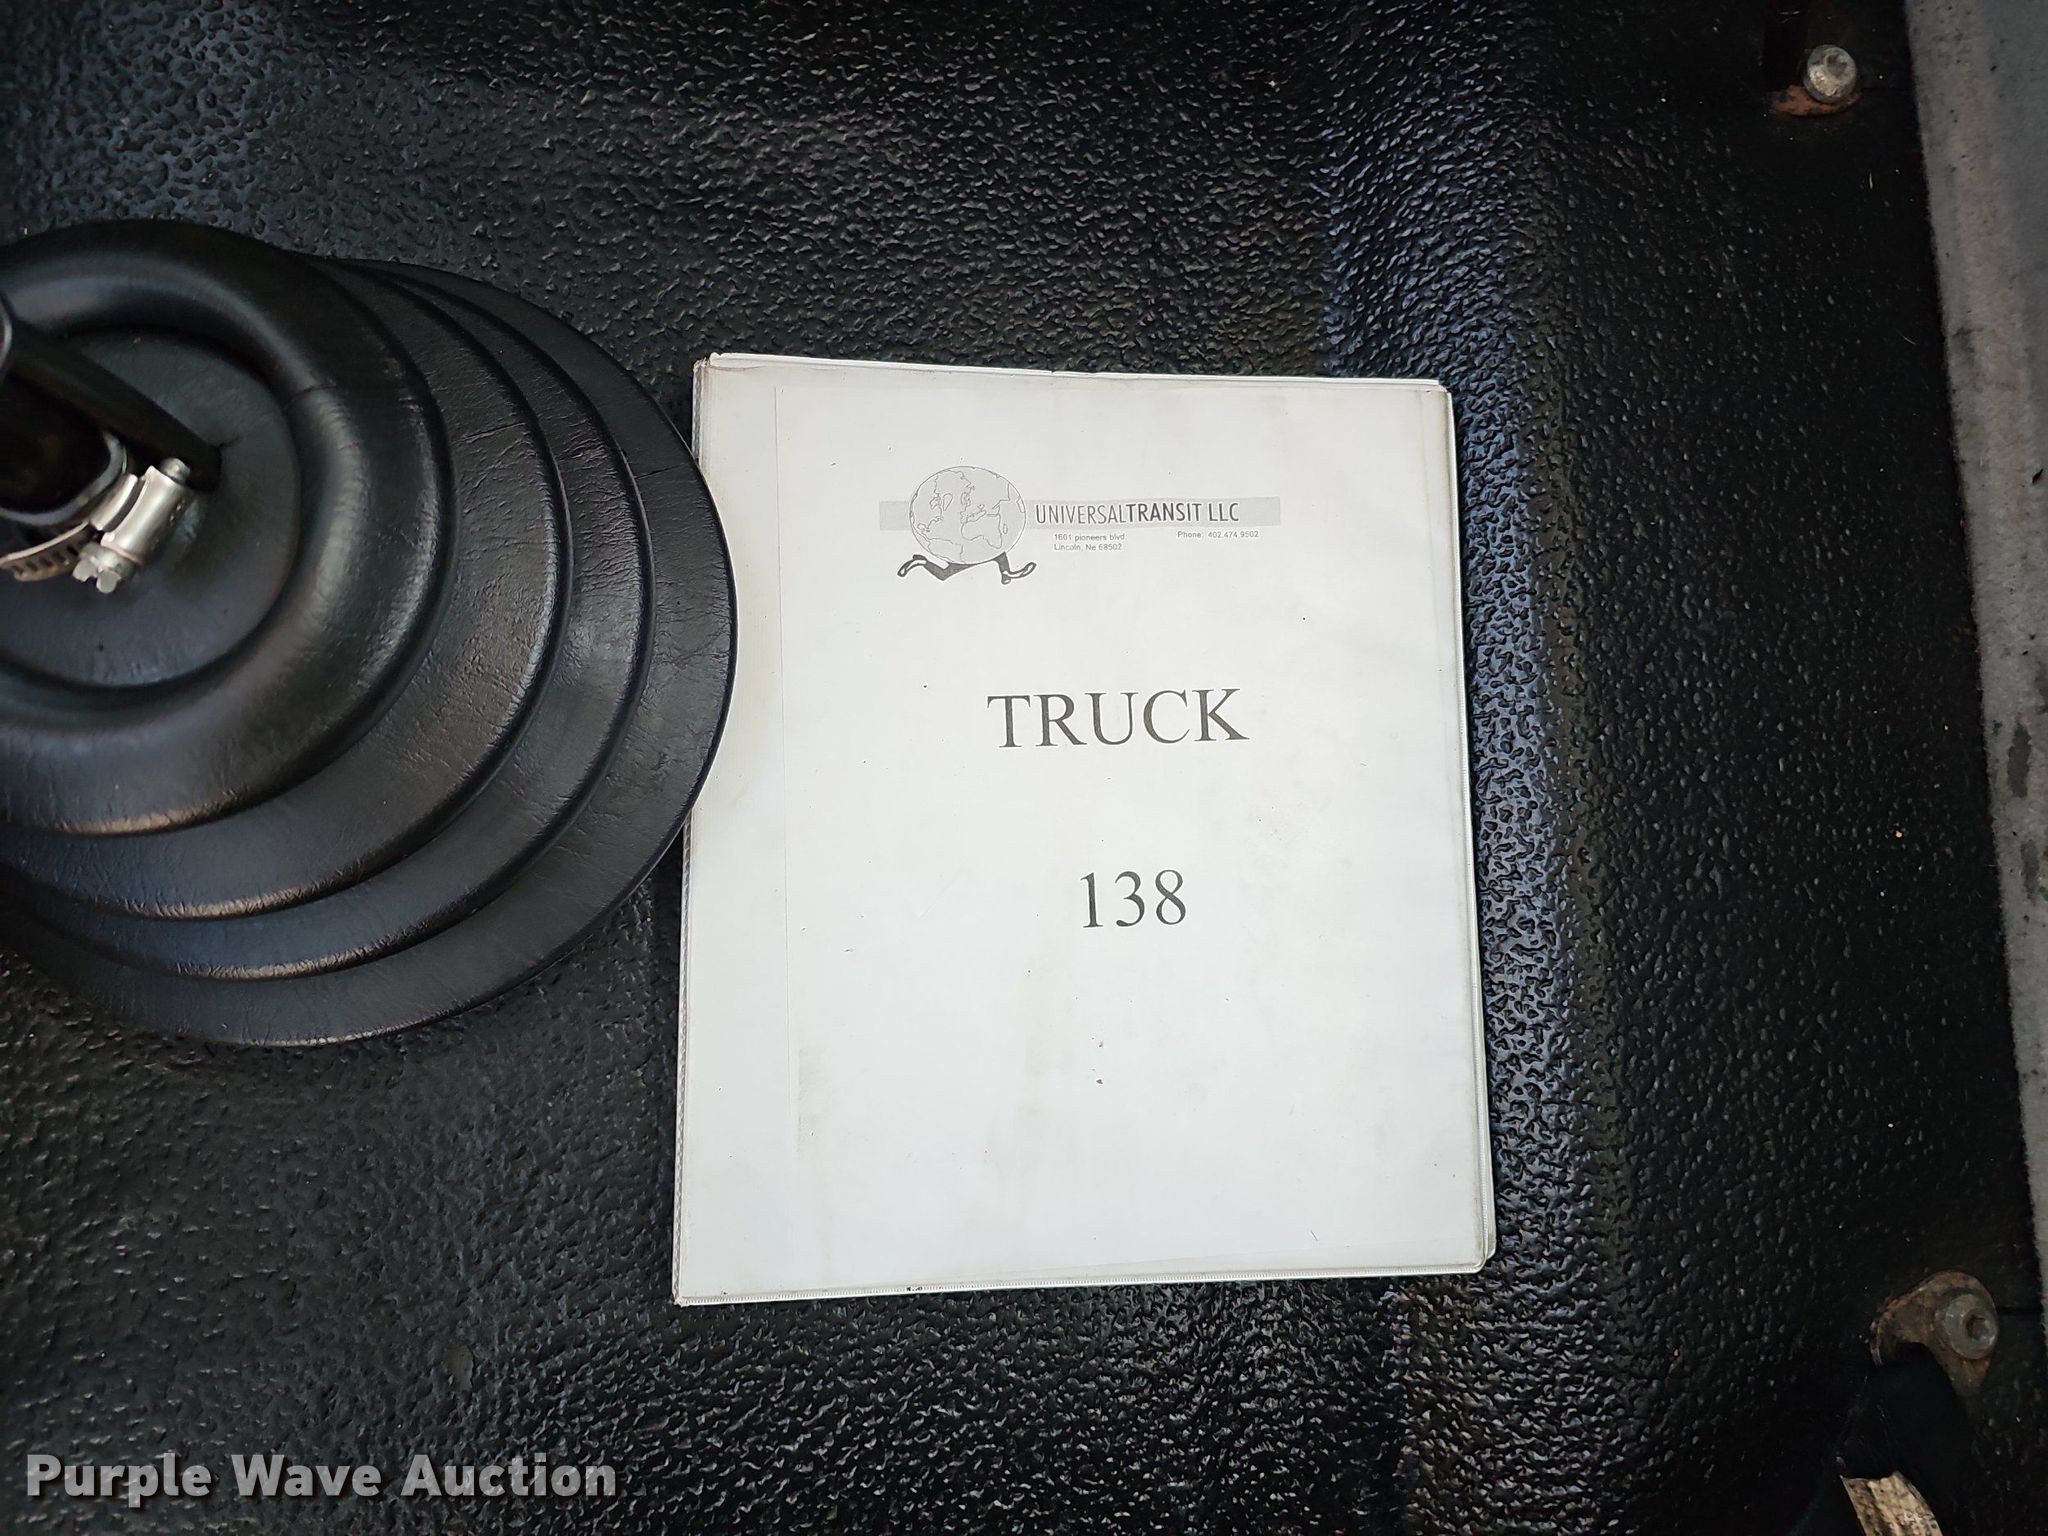 UNIVERSALTRANSIT LLC
1601 pioneers blvd Phone: 402.474.9502
Lincoln, Ne 68502
TRUCK
138
Purple Wave Auction